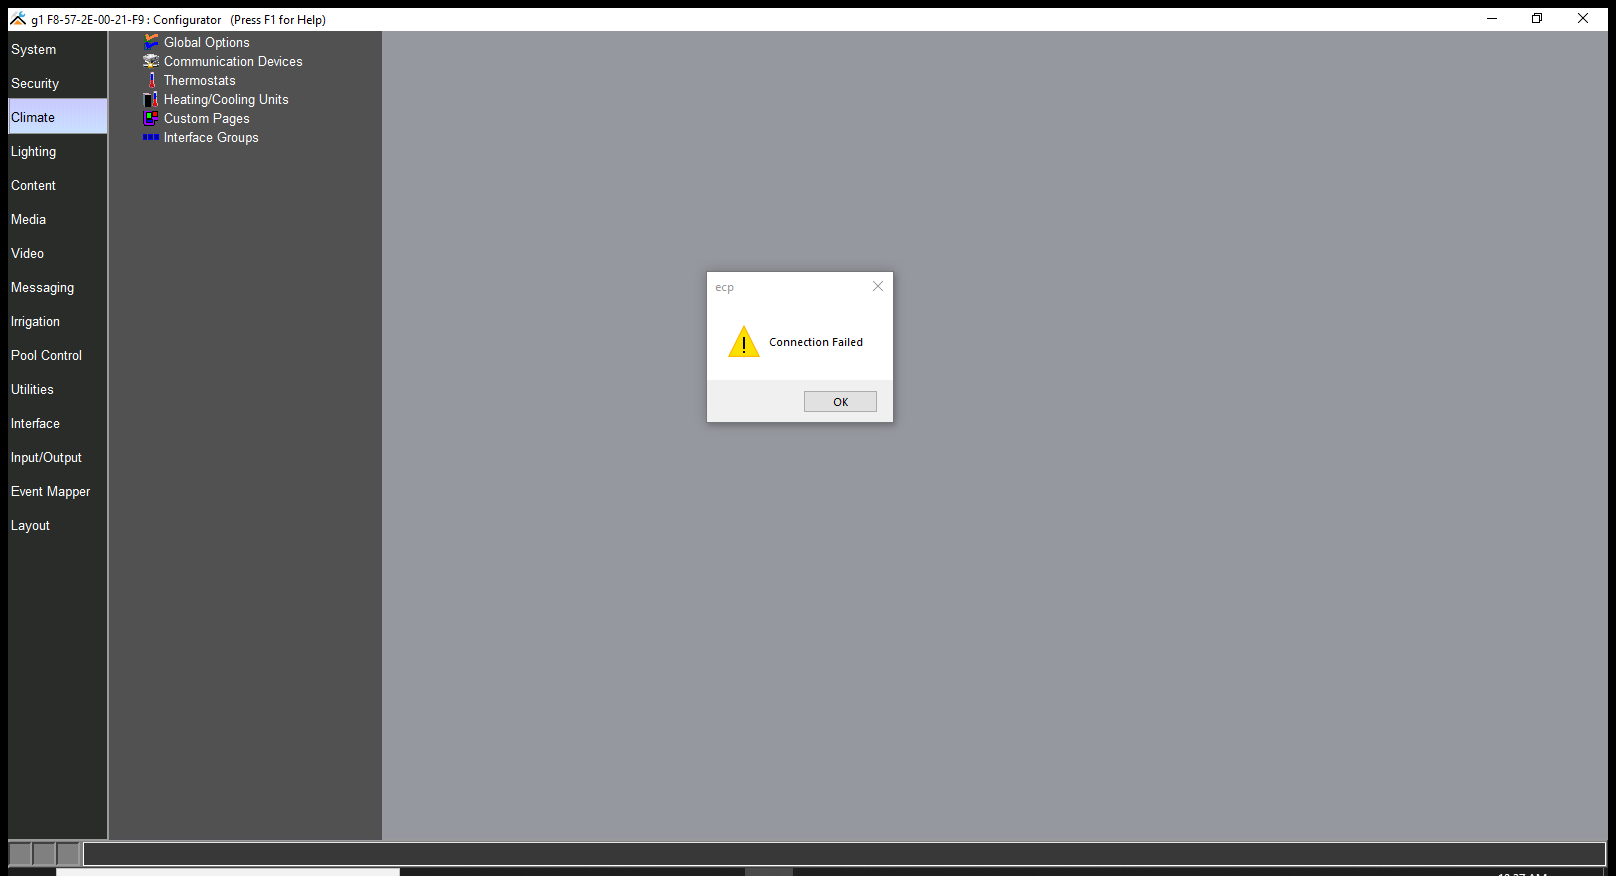 g1 F8-57-2E-00-21-F9 : Configurator (Press F1 for Help)
System
Security
Climate
Lighting
Content
Media
Video
Messaging
Irrigation
Pool Control
Utilities
Interface
Input/Output
Event Mapper
Layout
Global Options
Communication Devices
Thermostats
Heating/Cooling Units
Custom Pages
Interface Groups
ecp
Connection Failed
OK